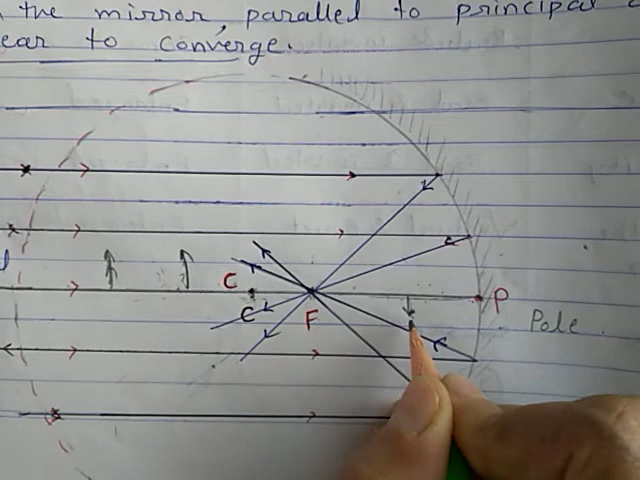 the mirror, parallel to principal
ear to converge.
C
C
F
P
Pole.